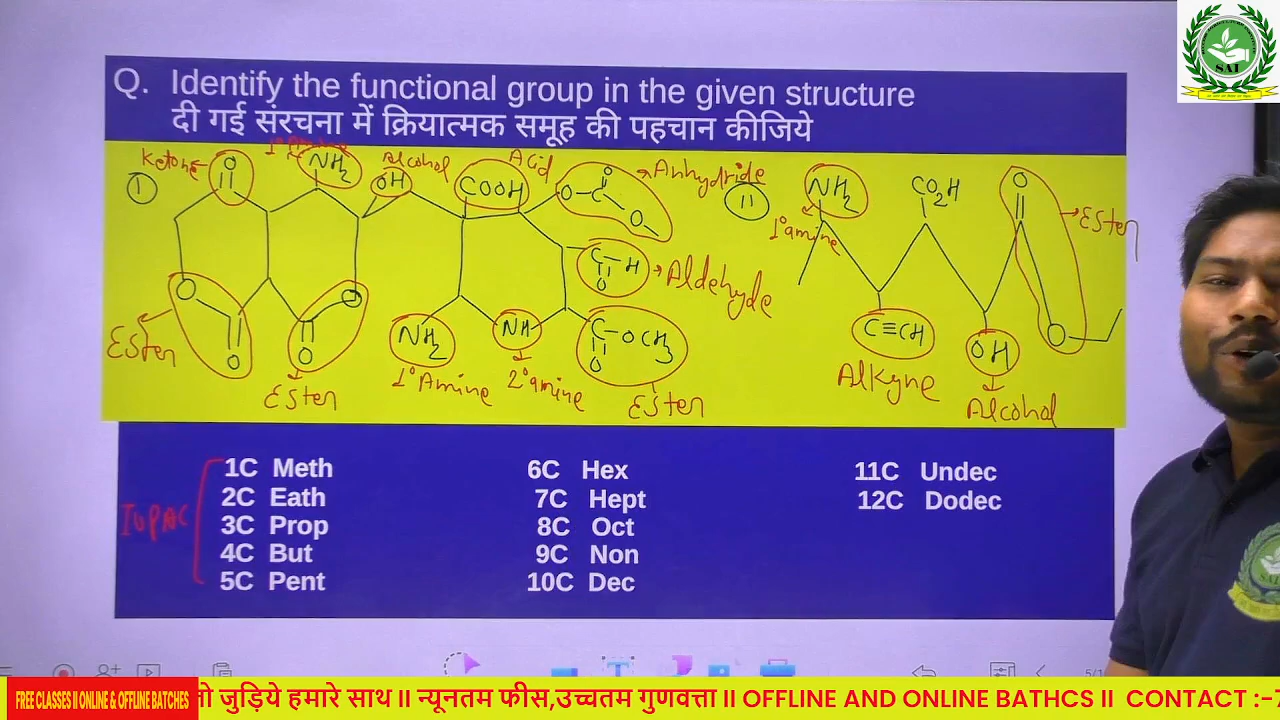 SAI
Q. Identify the functional group in the given structure
दी गई संरचना में क्रियात्मक समूह की पहचान कीजिये
Ketone
O
NH2
Alcohol
OH
Acid
COOH
O-C
O
O
Anhydride
I
O
O
Ester
O
O
Ester
C-H
O
Aldehyde
NH2
1° Amine
NH
2° amine
C-OCH3
O
Ester
II
NH2
1° amine
CO2H
O
O
Ester
C≡CH
Alkyne
OH
Alcohol
IUPAC
1C Meth
2C Eath
3C Prop
4C But
5C Pent
6C Hex
7C Hept
8C Oct
9C Non
10C Dec
11C Undec
12C Dodec
FREE CLASSES II ONLINE & OFFLINE BATCHES
तो जुड़िये हमारे साथ II न्यूनतम फीस,उच्चतम गुणवत्ता II OFFLINE AND ONLINE BATHCS II CONTACT :-7